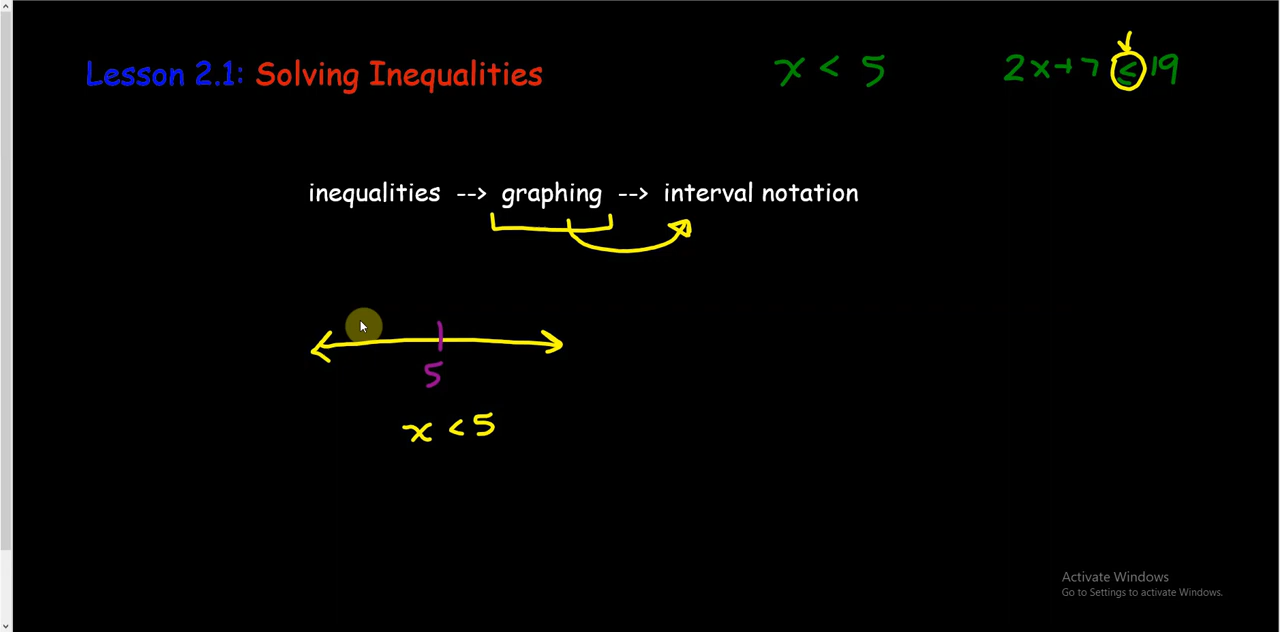 Lesson 2.1: Solving Inequalities
x < 5
2x+7 ≤ 19
inequalities --> graphing --> interval notation
5
x < 5
Activate Windows
Go to Settings to activate Windows.